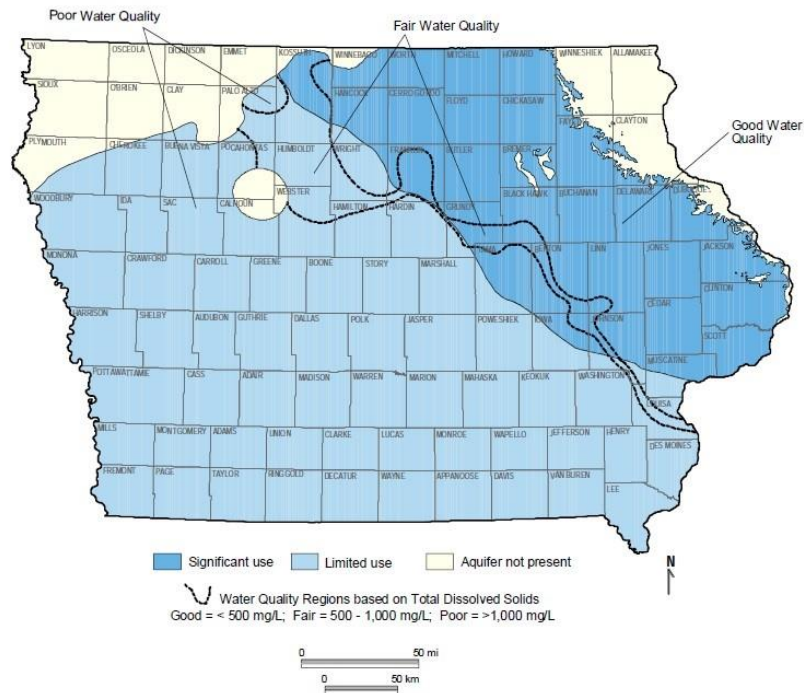 Poor Water Quality
Fair Water Quality
LYON
OSCEOLA
DICKINSON
EMMET
KOSSUTH
WINNEBAGO
WORTH
MITCHELL
HOWARD
WINNESHIEK
ALLAMAKEE
SIOUX
O'BRIEN
CLAY
PALO ALTO
HANCOCK
CERRO GORDO
FLOYD
CHICKASAW
FAYETTE
CLAYTON
Good Water
Quality
PLYMOUTH
CHEROKEE
BUENA VISTA
POCAHONTAS
HUMBOLDT
WRIGHT
FRANKLIN
BUTLER
BREMER
WOODBURY
IDA
SAC
CALHOUN
WEBSTER
HAMILTON
HARDIN
GRUNDY
BLACK HAWK
BUCHANAN
DELAWARE
DUBUQUE
MONONA
CRAWFORD
CARROLL
GREENE
BOONE
STORY
MARSHALL
TAMA
BENTON
LINN
JONES
JACKSON
CLINTON
HARRISON
SHELBY
AUDUBON
GUTHRIE
DALLAS
POLK
JASPER
POWESHIEK
IOWA
JOHNSON
CEDAR
SCOTT
MUSCATINE
POTTAWATTAMIE
CASS
ADAIR
MADISON
WARREN
MARION
MAHASKA
KEOKUK
WASHINGTON
LOUISA
MILLS
MONTGOMERY
ADAMS
UNION
CLARKE
LUCAS
MONROE
WAPELLO
JEFFERSON
HENRY
DES MOINES
FREMONT
PAGE
TAYLOR
RINGGOLD
DECATUR
WAYNE
APPANOOSE
DAVIS
VAN BUREN
LEE
Significant use
Limited use
Aquifer not present
N
Water Quality Regions based on Total Dissolved Solids
Good = < 500 mg/L; Fair = 500 - 1,000 mg/L; Poor = >1,000 mg/L
0 50 mi
0 50 km